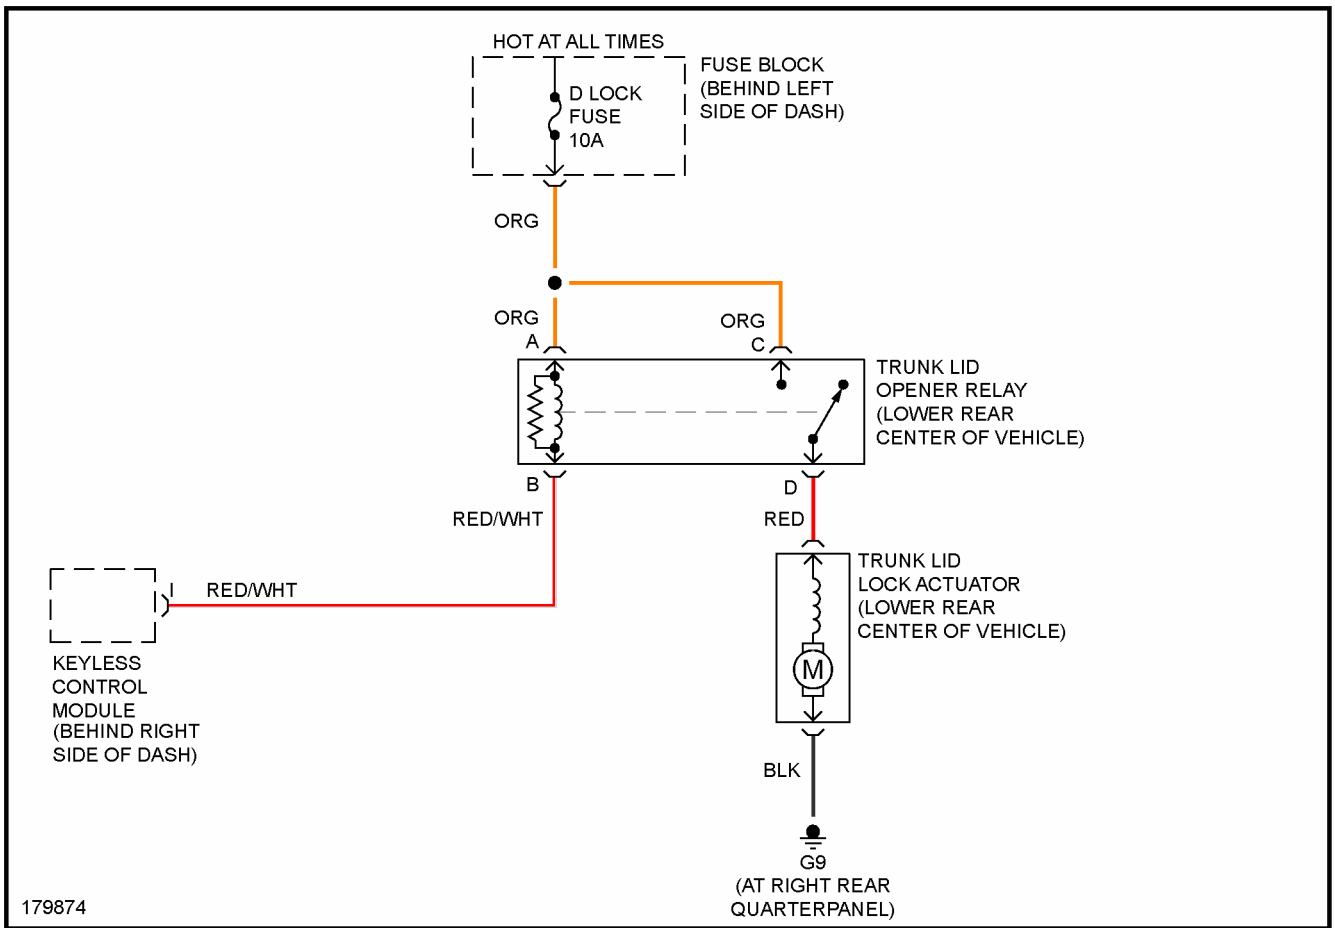 HOT AT ALL TIMES
D LOCK
FUSE
10A
FUSE BLOCK
(BEHIND LEFT
SIDE OF DASH)
ORG
ORG
A
ORG
C
TRUNK LID
OPENER RELAY
(LOWER REAR
CENTER OF VEHICLE)
B
RED/WHT
D
RED
TRUNK LID
LOCK ACTUATOR
(LOWER REAR
CENTER OF VEHICLE)
M
I
RED/WHT
KEYLESS
CONTROL
MODULE
(BEHIND RIGHT
SIDE OF DASH)
BLK
G9
(AT RIGHT REAR
QUARTERPANEL)
179874